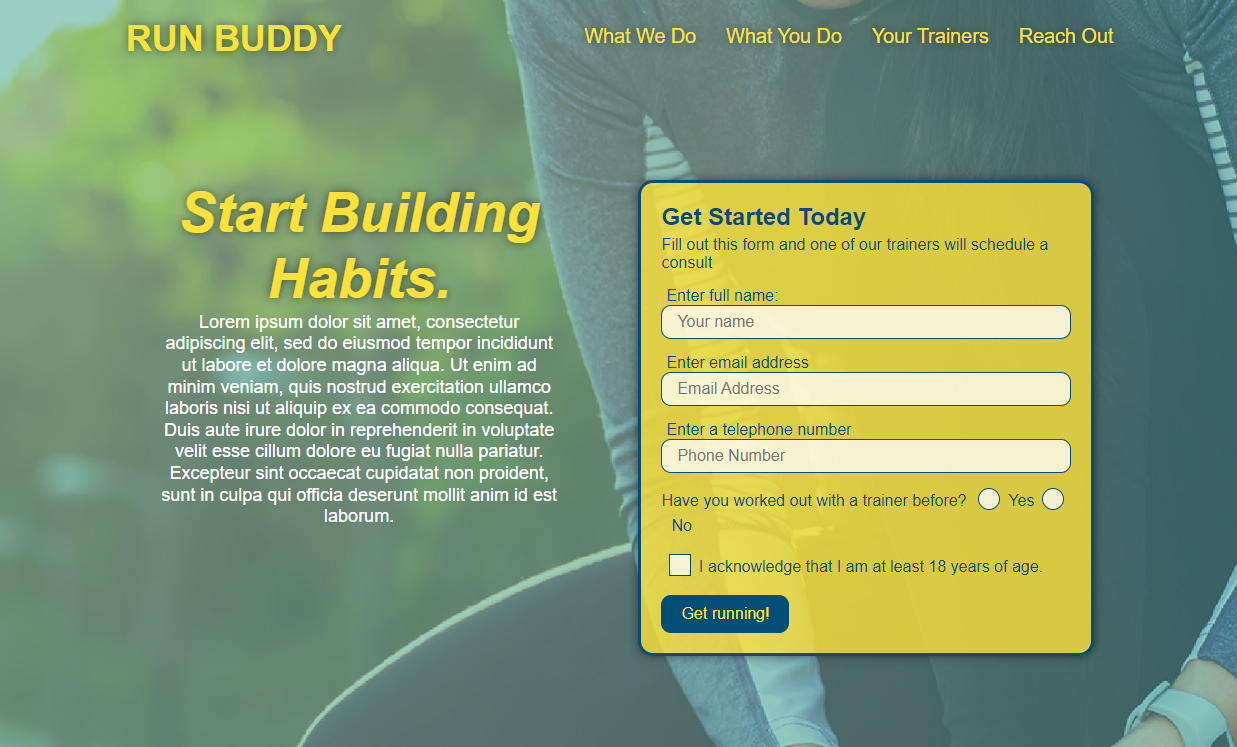 RUN BUDDY
What We Do What You Do Your Trainers Reach Out
Start Building
Habits.
Lorem ipsum dolor sit amet, consectetur
adipiscing elit, sed do eiusmod tempor incididunt
ut labore et dolore magna aliqua. Ut enim ad
minim veniam, quis nostrud exercitation ullamco
laboris nisi ut aliquip ex ea commodo consequat.
Duis aute irure dolor in reprehenderit in voluptate
velit esse cillum dolore eu fugiat nulla pariatur.
Excepteur sint occaecat cupidatat non proident,
sunt in culpa qui officia deserunt mollit anim id est
laborum.
Get Started Today
Fill out this form and one of our trainers will schedule a
consult
Enter full name:
Your name
Enter email address
Email Address
Enter a telephone number
Phone Number
Have you worked out with a trainer before? Yes
No
I acknowledge that I am at least 18 years of age.
Get running!